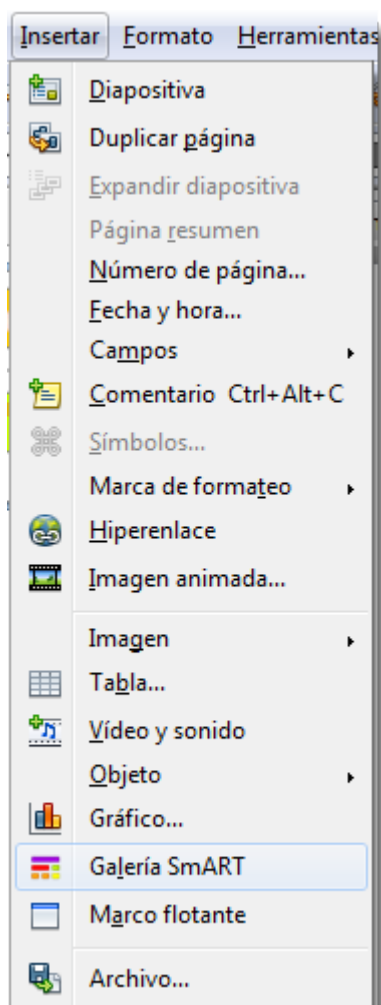 Insertar Formato Herramientas
Diapositiva
Duplicar página
Expandir diapositiva
Página resumen
Número de página...
Fecha y hora...
Campos
Comentario Ctrl+Alt+C
Símbolos...
Marca de formateo
Hiperenlace
Imagen animada...
Imagen
Tabla...
Vídeo y sonido
Objeto
Gráfico...
Galería SmART
Marco flotante
Archivo...